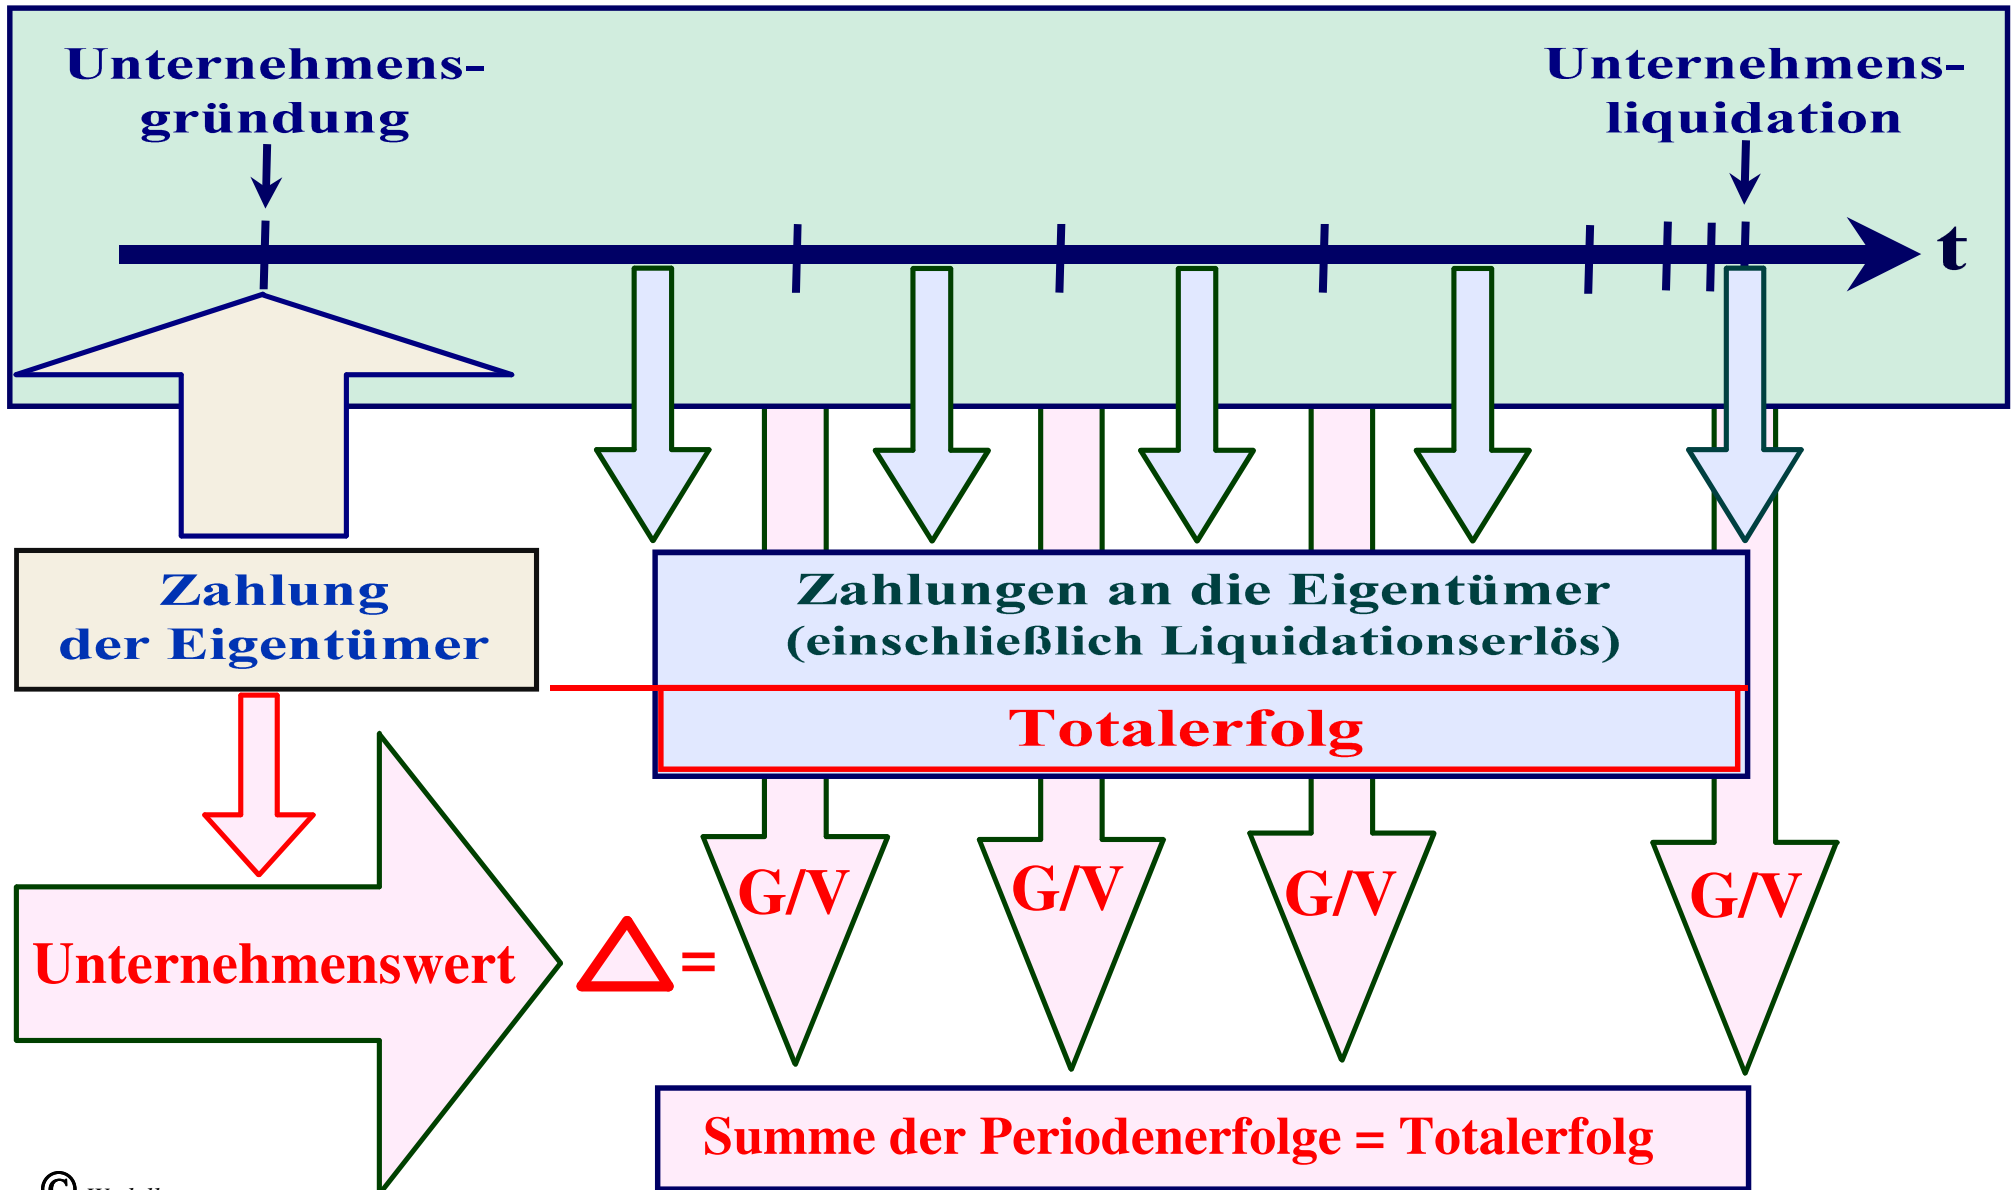 Unternehmens-
gründung
Unternehmens-
liquidation
t
Zahlung
der Eigentümer
Zahlungen an die Eigentümer
(einschließlich Liquidationserlös)
Totalerfolg
G/V
G/V
G/V
G/V
Unternehmenswert
△ =
Summe der Periodenerfolge = Totalerfolg
©